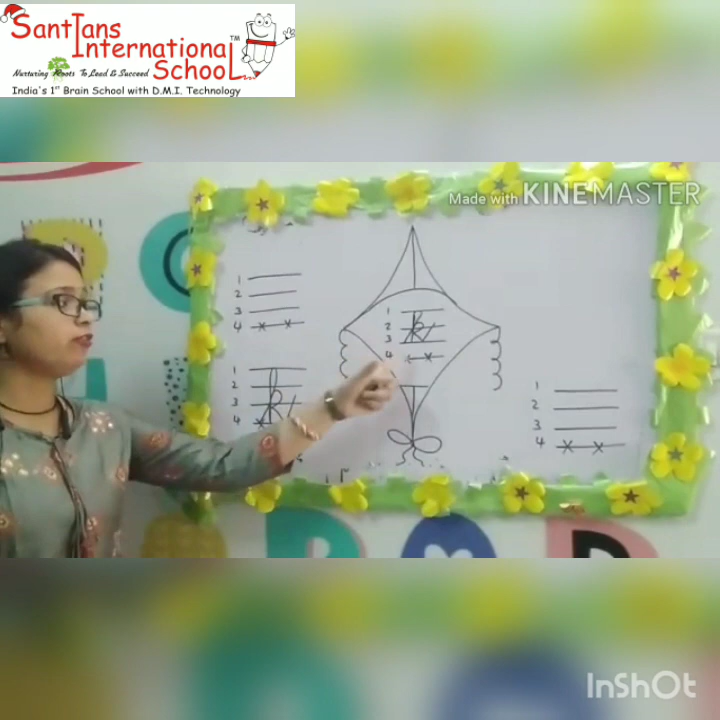 SantJans
International
School
TM
Nurturing Roots To Lead & Succeed
India's 1st Brain School with D.M.I. Technology
Made with KINEMASTER
1
2
3
4
1
2
3
4
k
1
2
3
4
k
1
2
3
4
InShOt